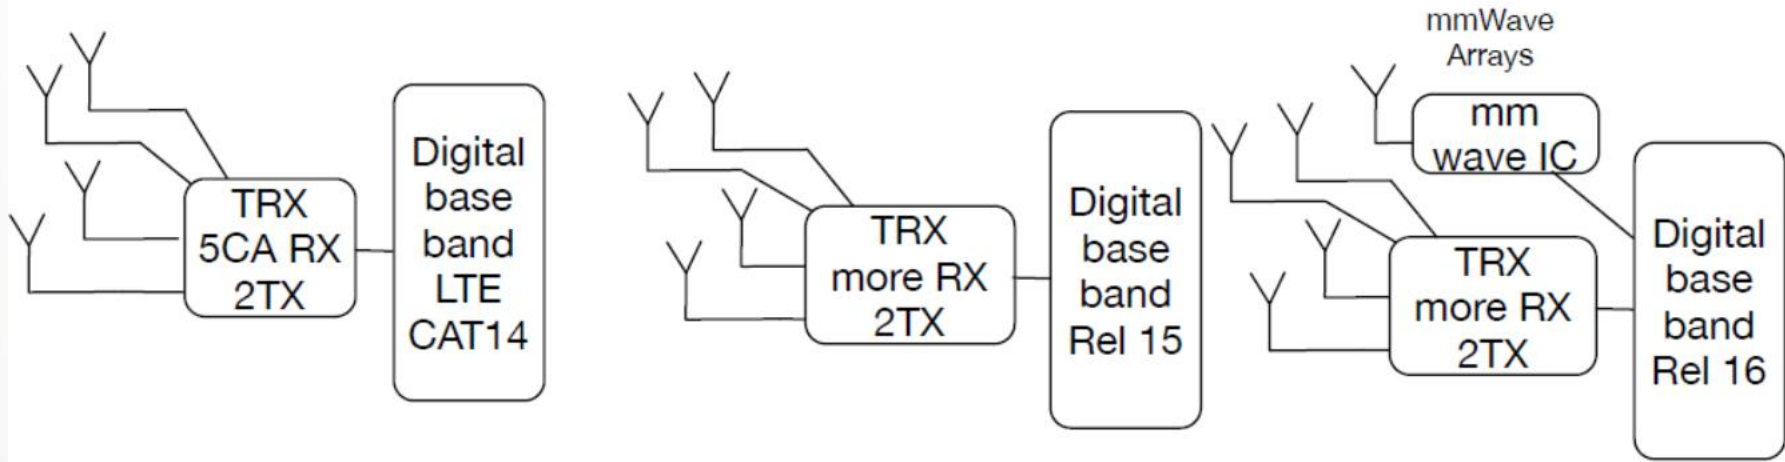 TRX
5CA RX
2TX
Digital
base
band
LTE
CAT14
TRX
more RX
2TX
Digital
base
band
Rel 15
mmWave
Arrays
mm
wave IC
TRX
more RX
2TX
Digital
base
band
Rel 16